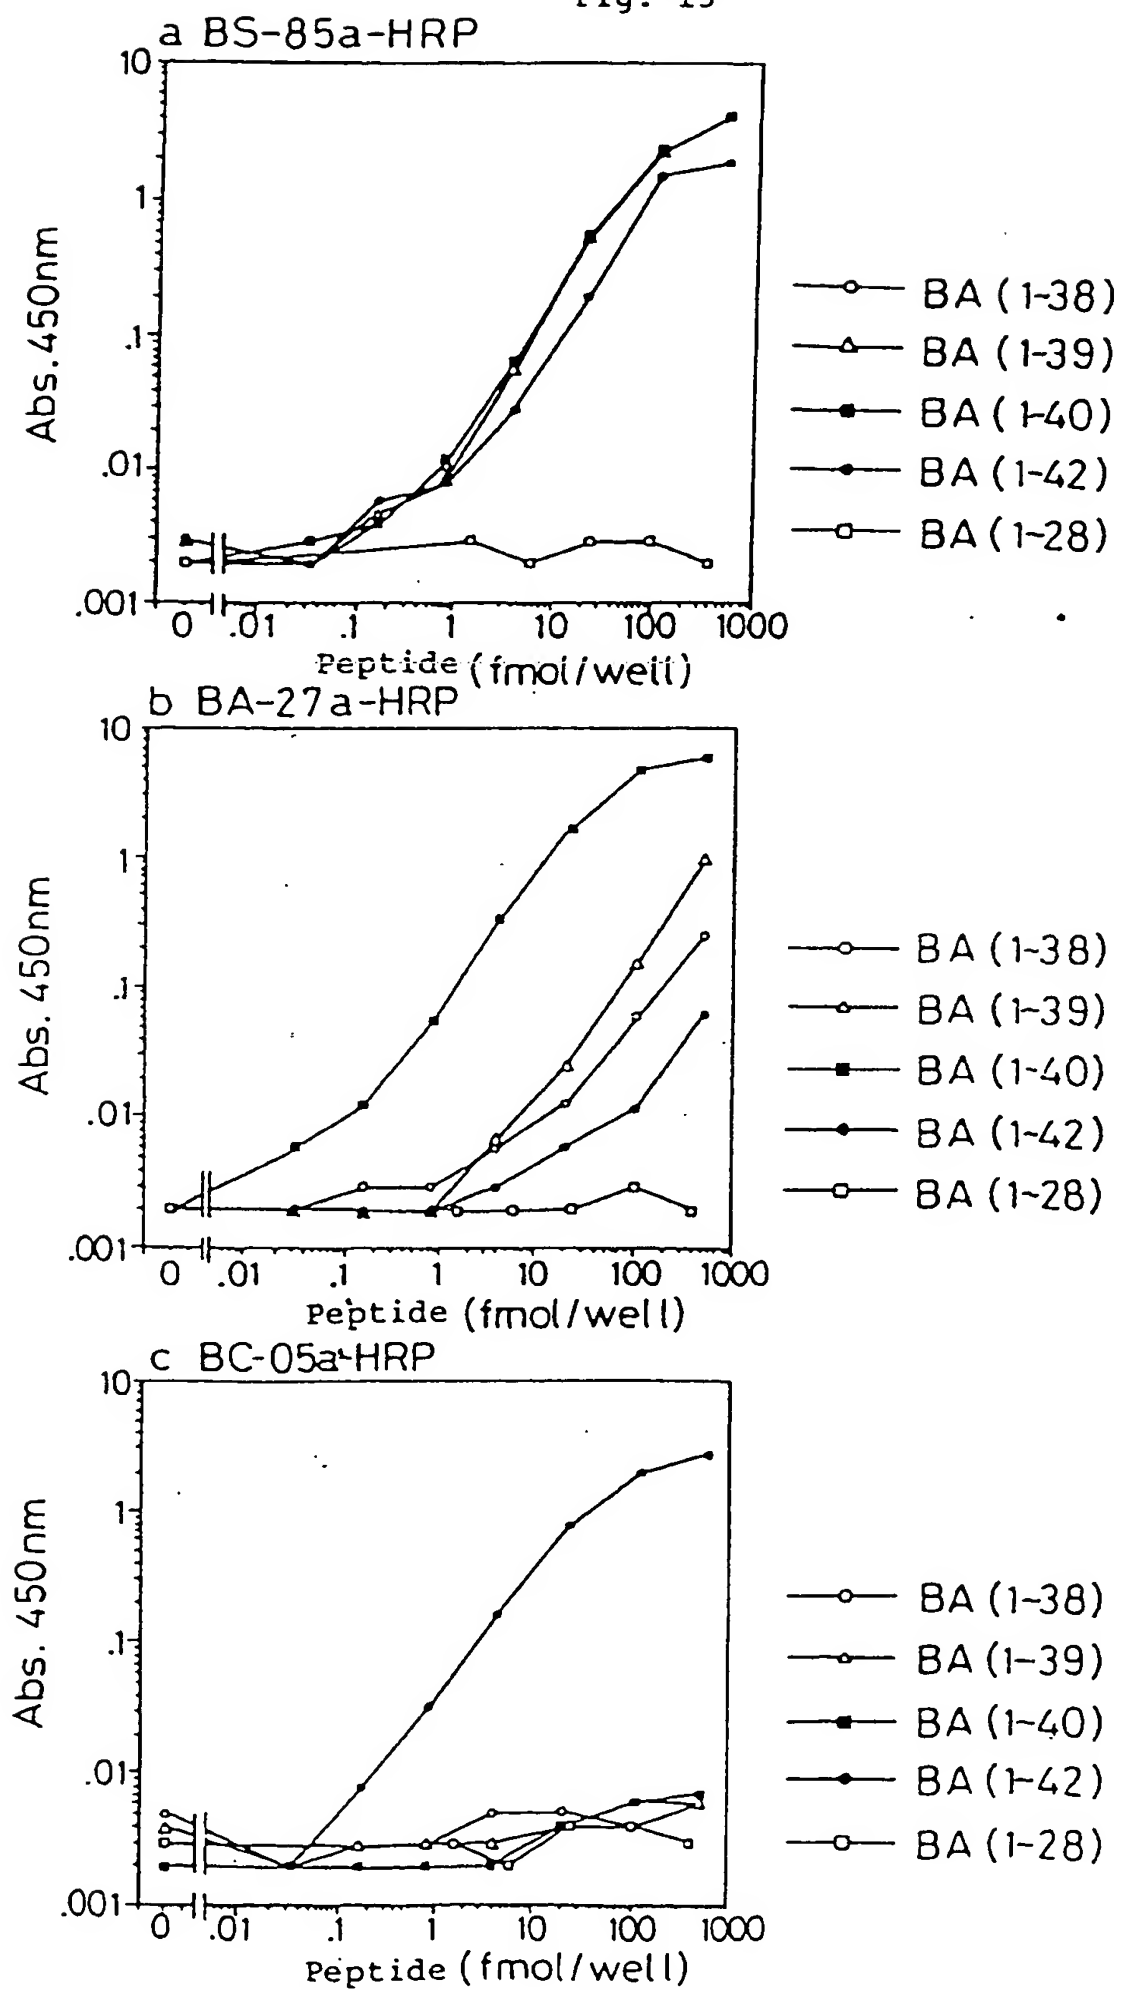 Fig. 13
a BS-85a-HRP
10
1
.1
.01
.001
Abs. 450nm
0 .01 .1 1 10 100 1000
Peptide (fmol/well)
BA (1-38)
BA (1-39)
BA (1-40)
BA (1-42)
BA (1-28)
b BA-27a-HRP
10
1
.1
.01
.001
Abs. 450nm
0 .01 .1 1 10 100 1000
Peptide (fmol/well)
BA (1-38)
BA (1-39)
BA (1-40)
BA (1-42)
BA (1-28)
c BC-05a-HRP
10
1
.1
.01
.001
Abs. 450nm
0 .01 .1 1 10 100 1000
Peptide (fmol/well)
BA (1-38)
BA (1-39)
BA (1-40)
BA (1-42)
BA (1-28)